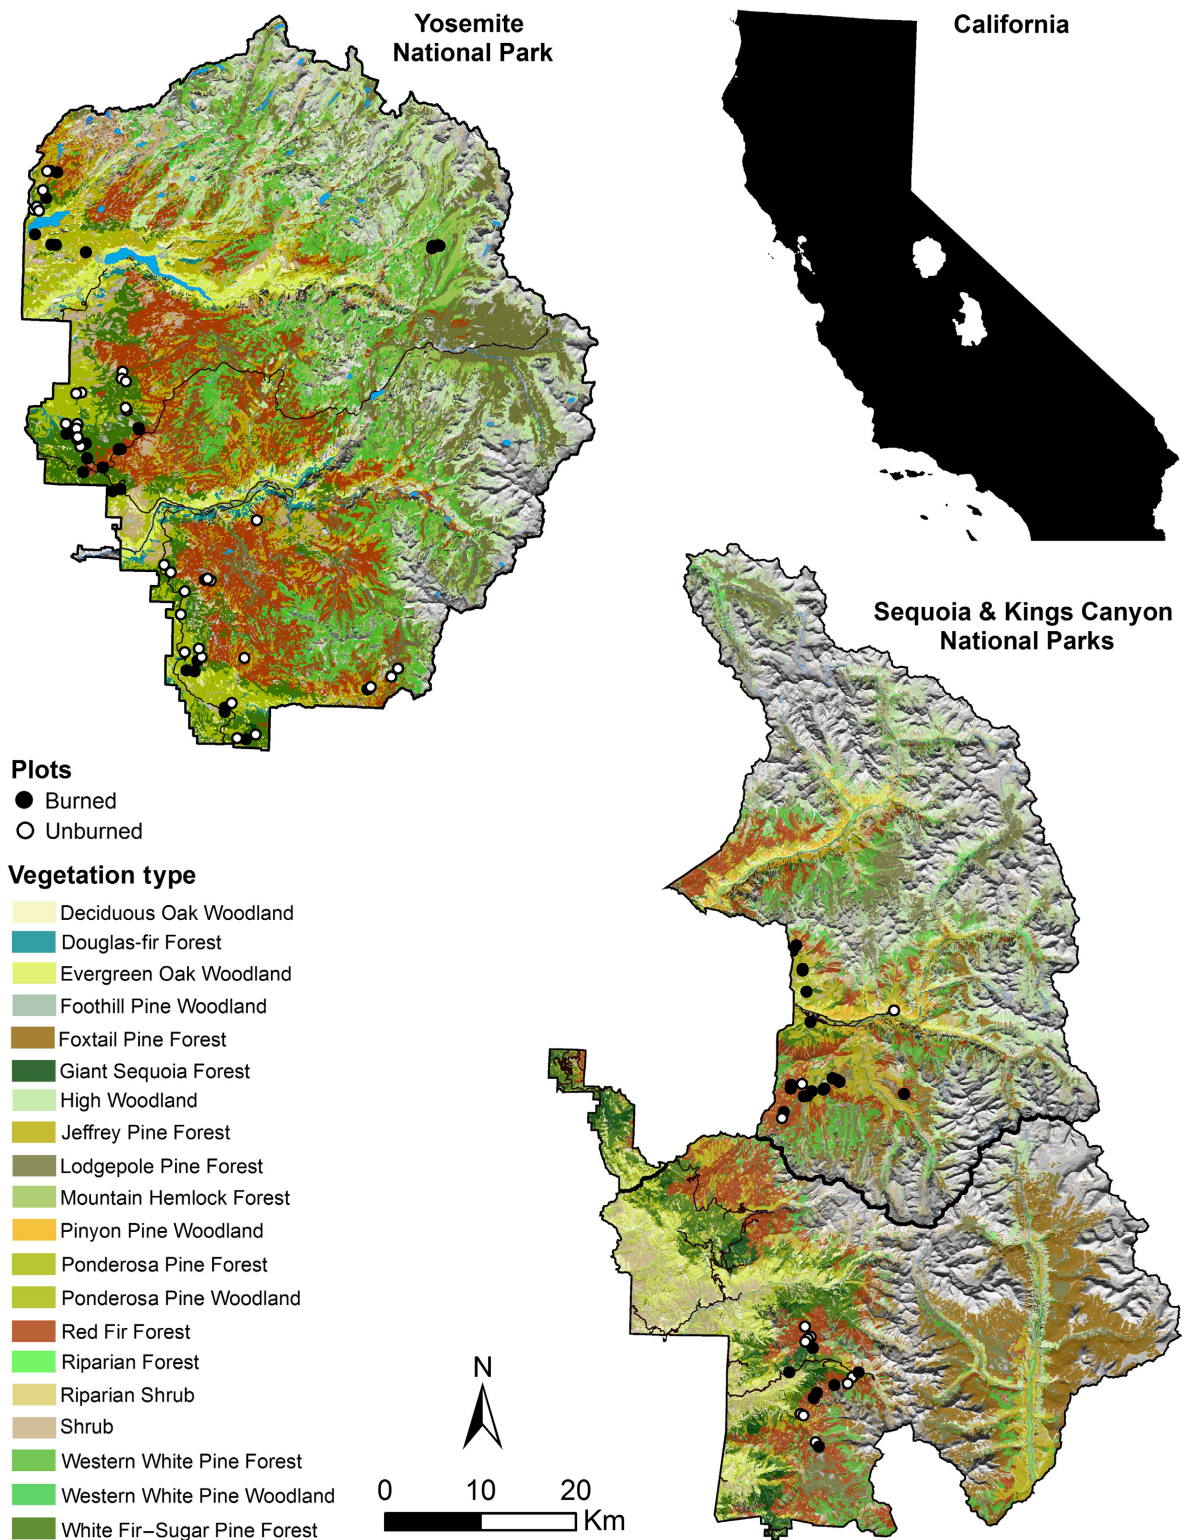 Yosemite
National Park
California
Sequoia & Kings Canyon
National Parks
Plots
Burned
Unburned
Vegetation type
Deciduous Oak Woodland
Douglas-fir Forest
Evergreen Oak Woodland
Foothill Pine Woodland
Foxtail Pine Forest
Giant Sequoia Forest
High Woodland
Jeffrey Pine Forest
Lodgepole Pine Forest
Mountain Hemlock Forest
Pinyon Pine Woodland
Ponderosa Pine Forest
Ponderosa Pine Woodland
Red Fir Forest
Riparian Forest
Riparian Shrub
Shrub
Western White Pine Forest
Western White Pine Woodland
White Fir–Sugar Pine Forest
N
0 10 20
Km